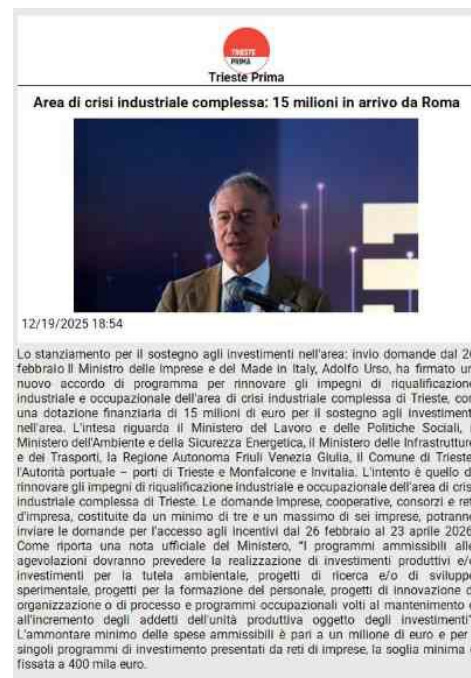 TRIESTE
PRIMA
Trieste Prima
Area di crisi industriale complessa: 15 milioni in arrivo da Roma
12/19/2025 18:54
Lo stanziamento per il sostegno agli investimenti nell'area: invio domande dal 26
febbraio Il Ministro delle Imprese e del Made in Italy, Adolfo Urso, ha firmato un
nuovo accordo di programma per rinnovare gli impegni di riqualificazione
industriale e occupazionale dell'area di crisi industriale complessa di Trieste, con
una dotazione finanziaria di 15 milioni di euro per il sostegno agli investimenti
nell'area. L'intesa riguarda il Ministero del Lavoro e delle Politiche Sociali, il
Ministero dell'Ambiente e della Sicurezza Energetica, il Ministero delle Infrastrutture
e dei Trasporti, la Regione Autonoma Friuli Venezia Giulia, il Comune di Trieste,
l'Autorità portuale – porti di Trieste e Monfalcone e Invitalia. L'intento è quello di
rinnovare gli impegni di riqualificazione industriale e occupazionale dell'area di crisi
industriale complessa di Trieste. Le domande Imprese, cooperative, consorzi e reti
d'impresa, costituite da un minimo di tre e un massimo di sei imprese, potranno
inviare le domande per l'accesso agli incentivi dal 26 febbraio al 23 aprile 2026.
Come riporta una nota ufficiale del Ministero, "I programmi ammissibili alle
agevolazioni dovranno prevedere la realizzazione di investimenti produttivi e/o
investimenti per la tutela ambientale, progetti di ricerca e/o di sviluppo
sperimentale, progetti per la formazione del personale, progetti di innovazione di
organizzazione o di processo e programmi occupazionali volti al mantenimento o
all'incremento degli addetti dell'unità produttiva oggetto degli investimenti".
L'ammontare minimo delle spese ammissibili è pari a un milione di euro e per i
singoli programmi di investimento presentati da reti di imprese, la soglia minima è
fissata a 400 mila euro.